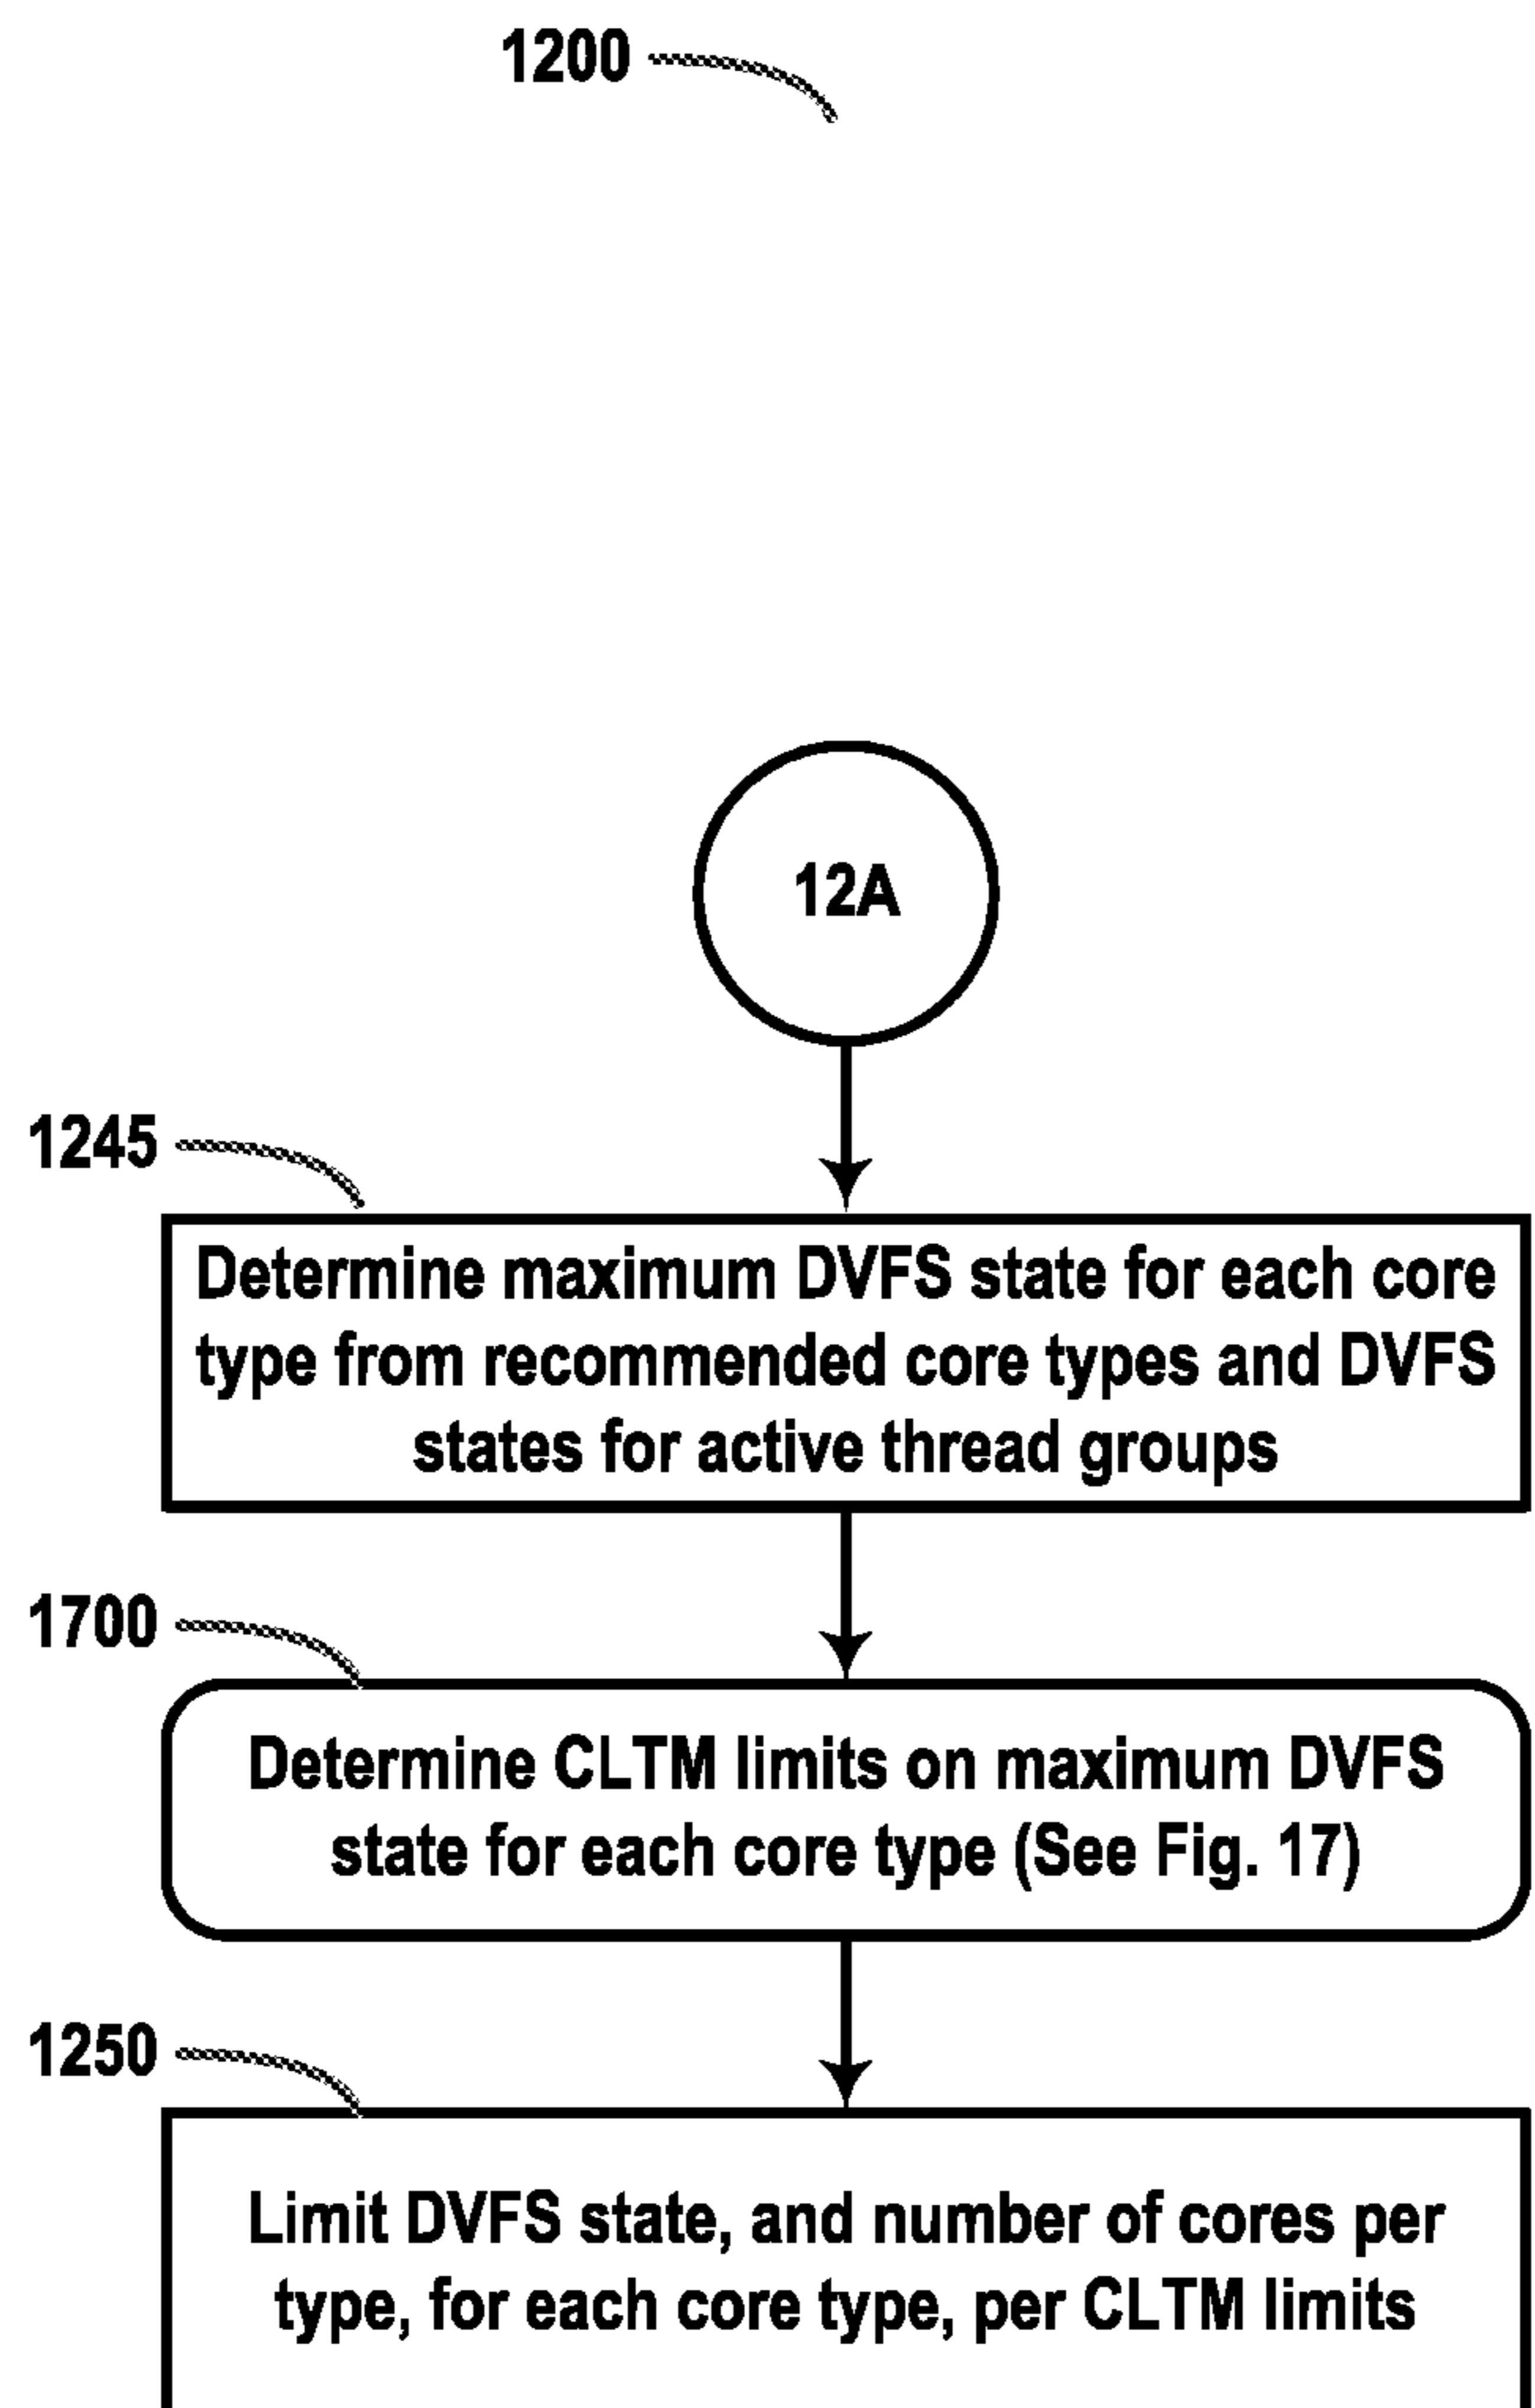 1200
12A
1245
Determine maximum DVFS state for each core
type from recommended core types and DVFS
states for active thread groups
1700
Determine CLTM limits on maximum DVFS
state for each core type (See Fig. 17)
1250
Limit DVFS state, and number of cores per
type, for each core type, per CLTM limits